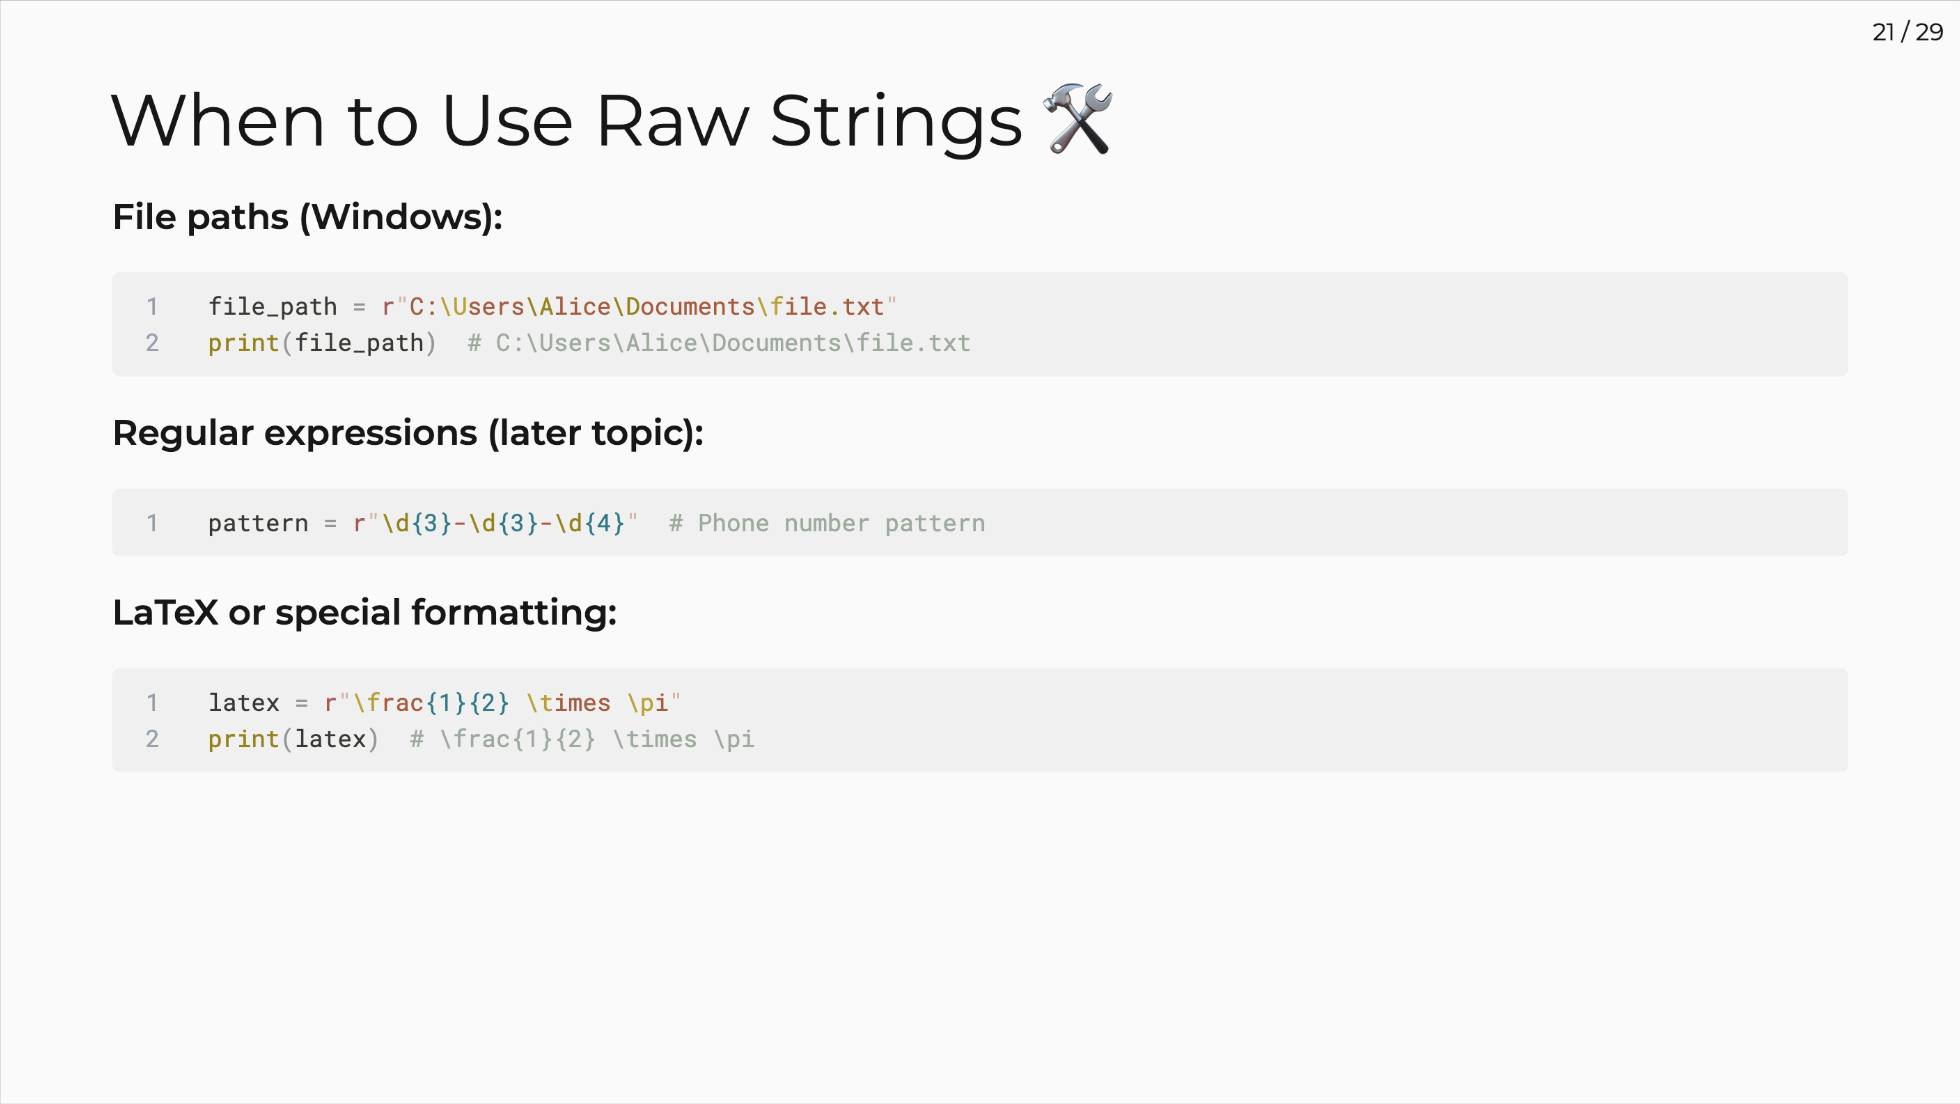 21 / 29
When to Use Raw Strings 🛠
File paths (Windows):
1 file_path = r"C:\Users\Alice\Documents\file.txt"
2 print(file_path)  # C:\Users\Alice\Documents\file.txt
Regular expressions (later topic):
1 pattern = r"\d{3}-\d{3}-\d{4}"  # Phone number pattern
LaTeX or special formatting:
1 latex = r"\frac{1}{2} \times \pi"
2 print(latex)  # \frac{1}{2} \times \pi